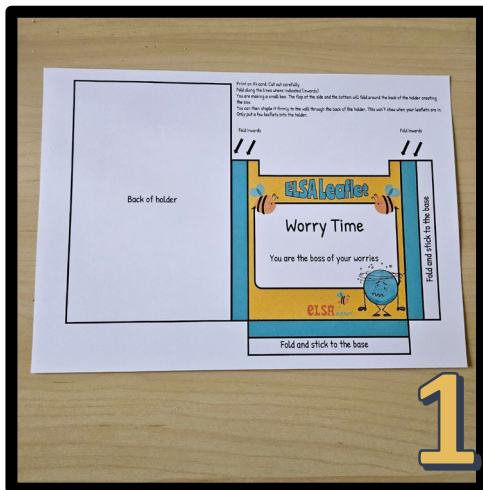 Print on A4 card. Cut out carefully
Fold along the lines where indicated (inwards)
You are making a small box. The flap at the side and the bottom will fold around the back of the holder creating
the box.
You can then staple it firmly to the wall through the back of the holder. This won't show when your leaflets are in.
Only put a few leaflets into the holder.
Fold inwards
Fold inwards
Back of holder
ELSA Leaflet
Worry Time
You are the boss of your worries
Fold and stick to the base
eLSA
support
Fold and stick to the base
1